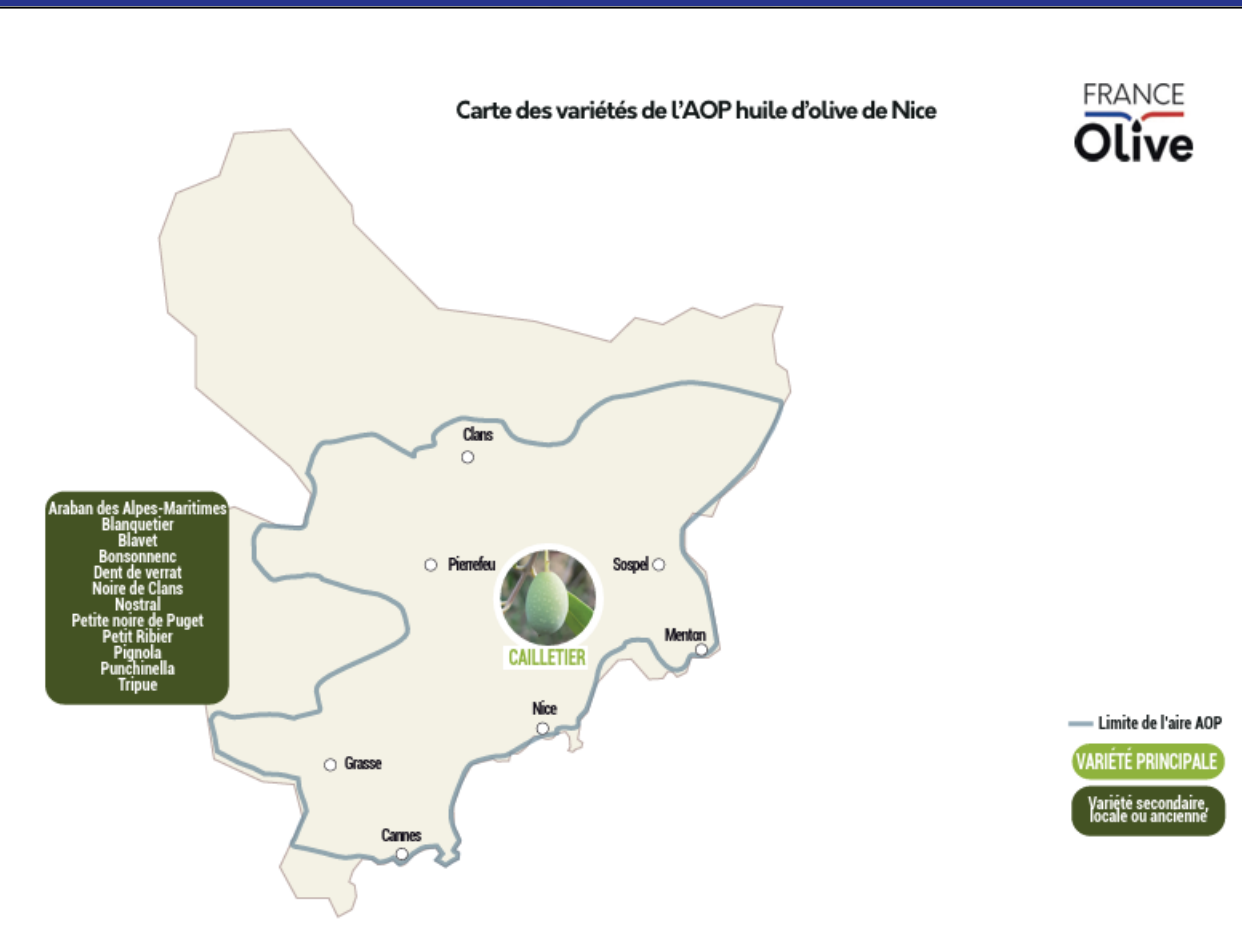 Carte des variétés de l'AOP huile d'olive de Nice
FRANCE
Olive
Clans
Araban des Alpes-Maritimes
Blanquetier
Blavet
Bonsonnenc
Dent de verrat
Noire de Clans
Nostral
Petite noire de Puget
Petit Ribier
Pignola
Punchinella
Tripue
Pierrefeu
Sospel
CAILLETIER
Menton
Nice
Grasse
Cannes
Limite de l'aire AOP
VARIÉTÉ PRINCIPALE
Variété secondaire,
locale ou ancienne